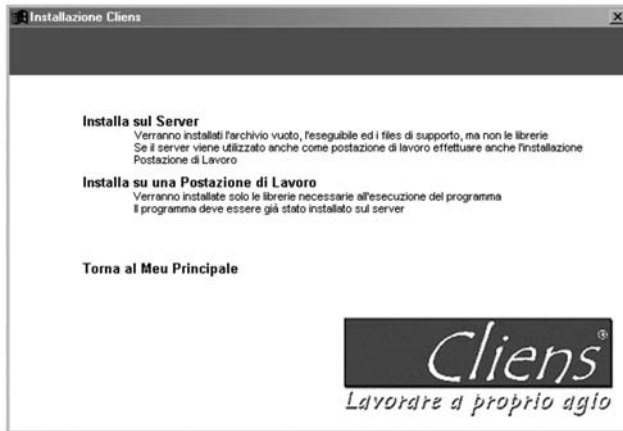 Installazione Cliens
Installa sul Server
Verranno installati l'archivio vuoto, l'eseguibile ed i files di supporto, ma non le librerie
Se il server viene utilizzato anche come postazione di lavoro effettuare anche l'installazione
Postazione di Lavoro
Installa su una Postazione di Lavoro
Verranno installate solo le librerie necessarie all'esecuzione del programma
Il programma deve essere già stato installato sul server
Torna al Meu Principale
Cliens®
Lavorare a proprio agio